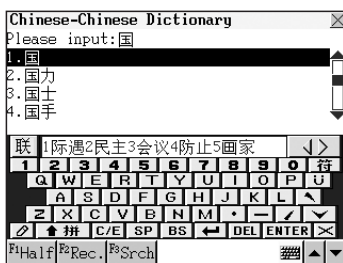 Chinese-Chinese Dictionary
Please input:国
1.国
2.国力
3.国士
4.国手
联 1际遇2民主3会议4防止5画家
1 2 3 4 5 6 7 8 9 0 符
Q W E R T Y U I O P Ü
A S D F G H J K L
Z X C V B N M · — /
拼 C/E SP BS DEL ENTER
F1Half F2Rec. F3Srch